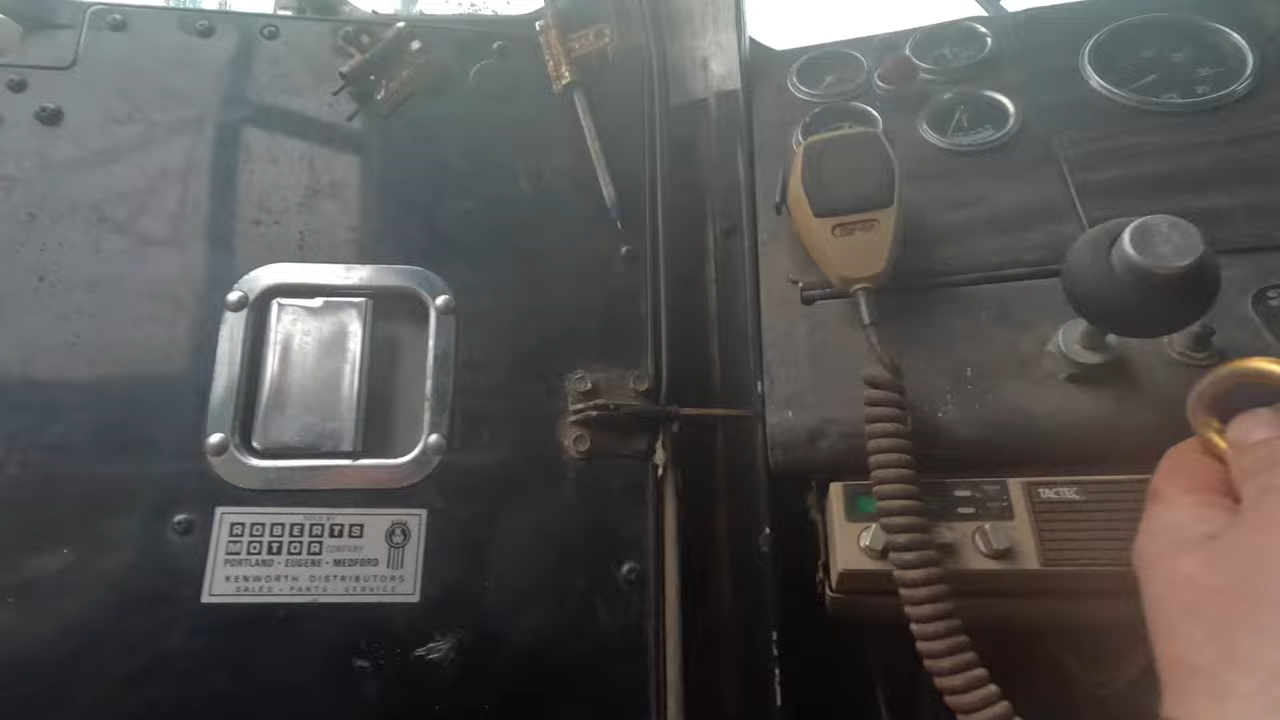 SOLD BY
ROBERTS
MOTOR COMPANY
PORTLAND • EUGENE • MEDFORD
KENWORTH DISTRIBUTORS
SALES • PARTS • SERVICE
TACTEC